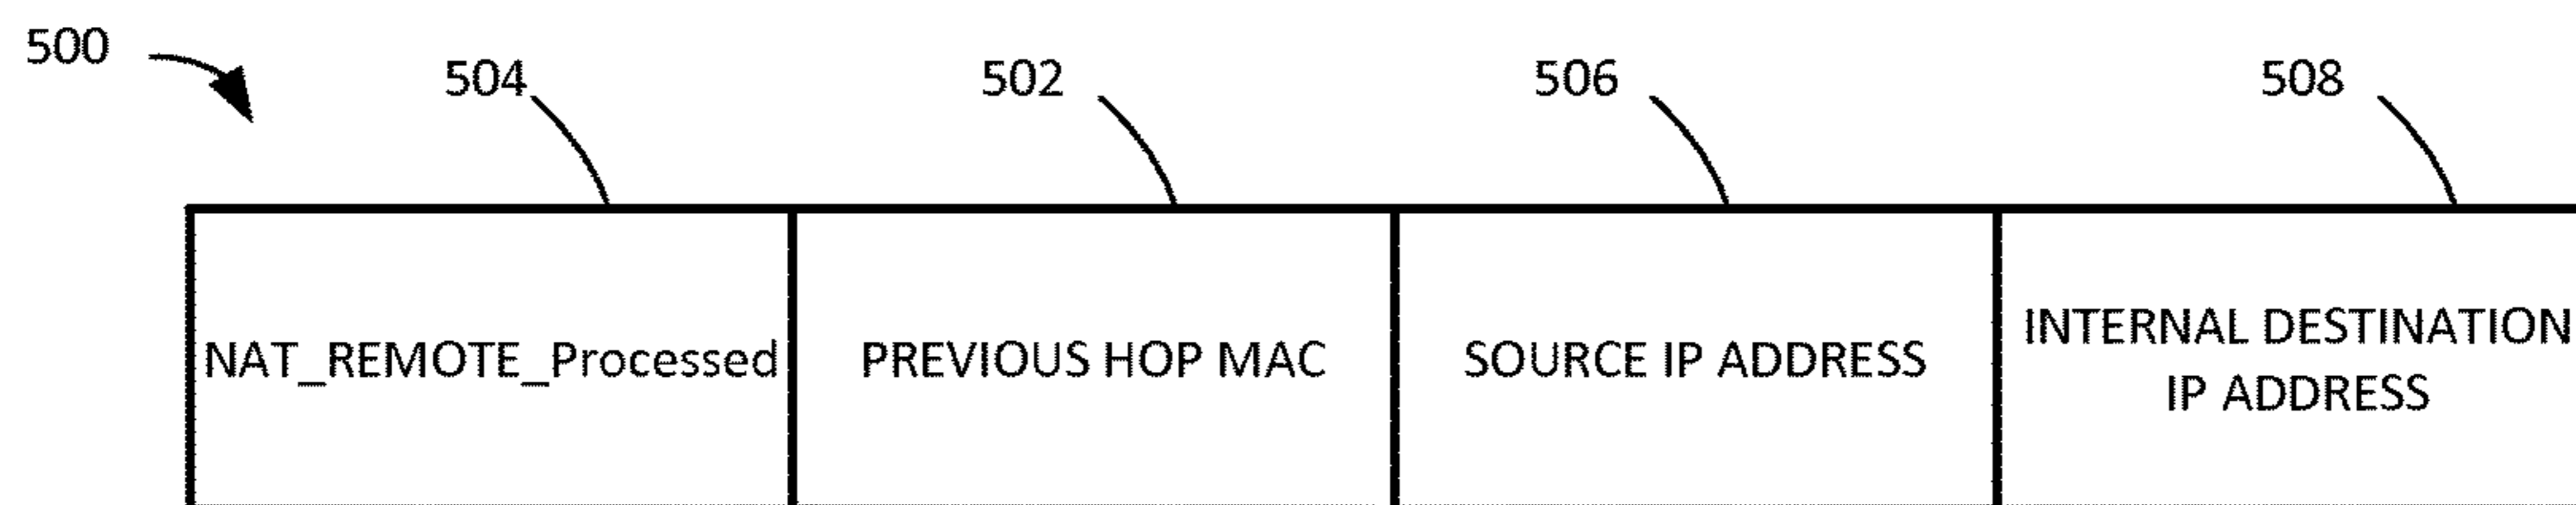 500
504
502
506
508
NAT_REMOTE_Processed
PREVIOUS HOP MAC
SOURCE IP ADDRESS
INTERNAL DESTINATION
IP ADDRESS